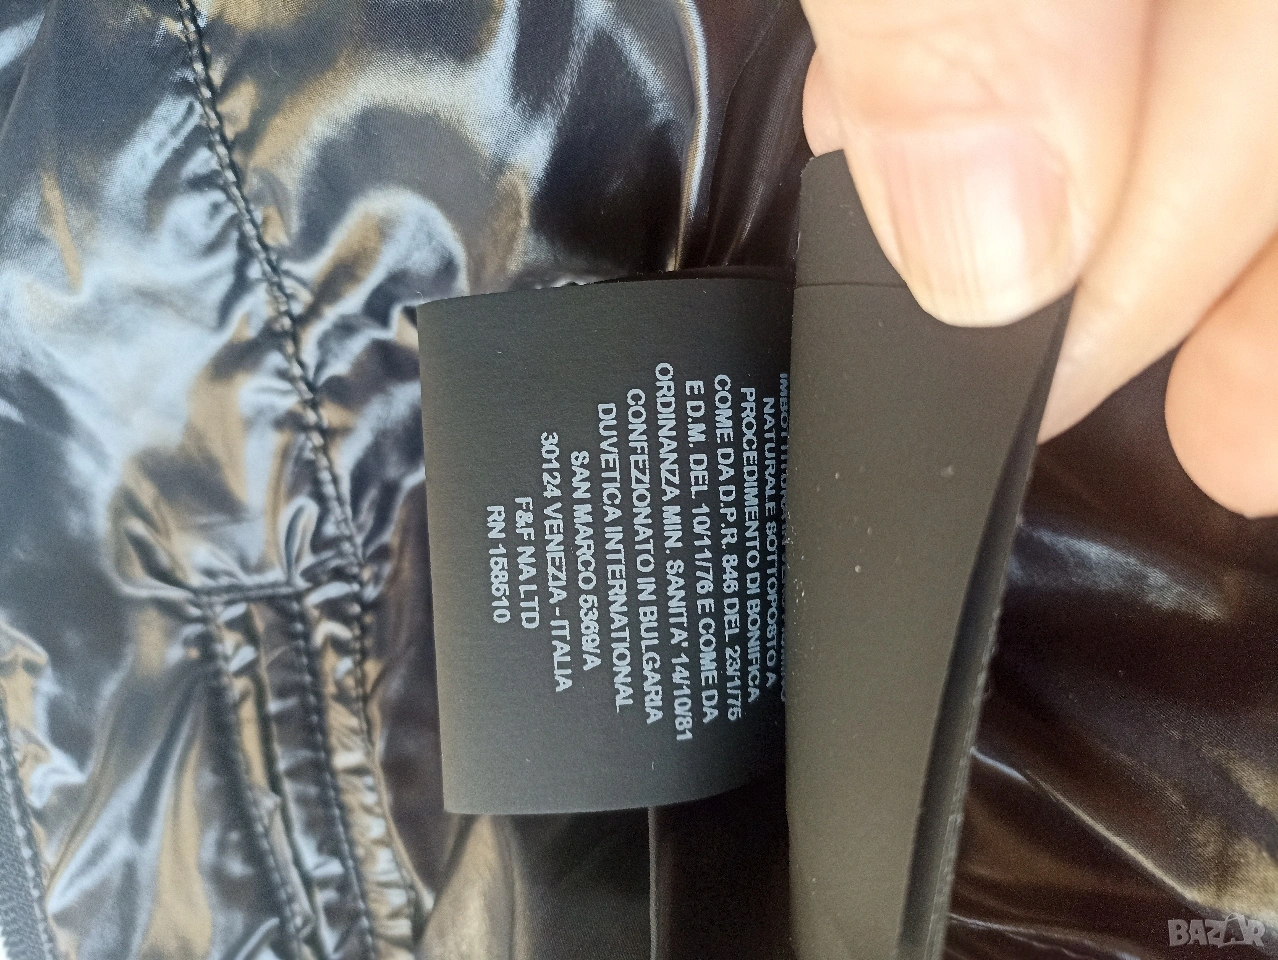 NATURALE SOTTOPOSTO A
PROCEDIMENTO DI BONIFICA
COME DA D.P.R. 846 DEL 23/1/75
E D.M. DEL 10/11/76 E COME DA
ORDINANZA MIN. SANITA' 14/10/81
CONFEZIONATO IN BULGARIA
DUVETICA INTERNATIONAL
SAN MARCO 5369/A
30124 VENEZIA - ITALIA
F&F NA LTD
RN 158510
BAZAR